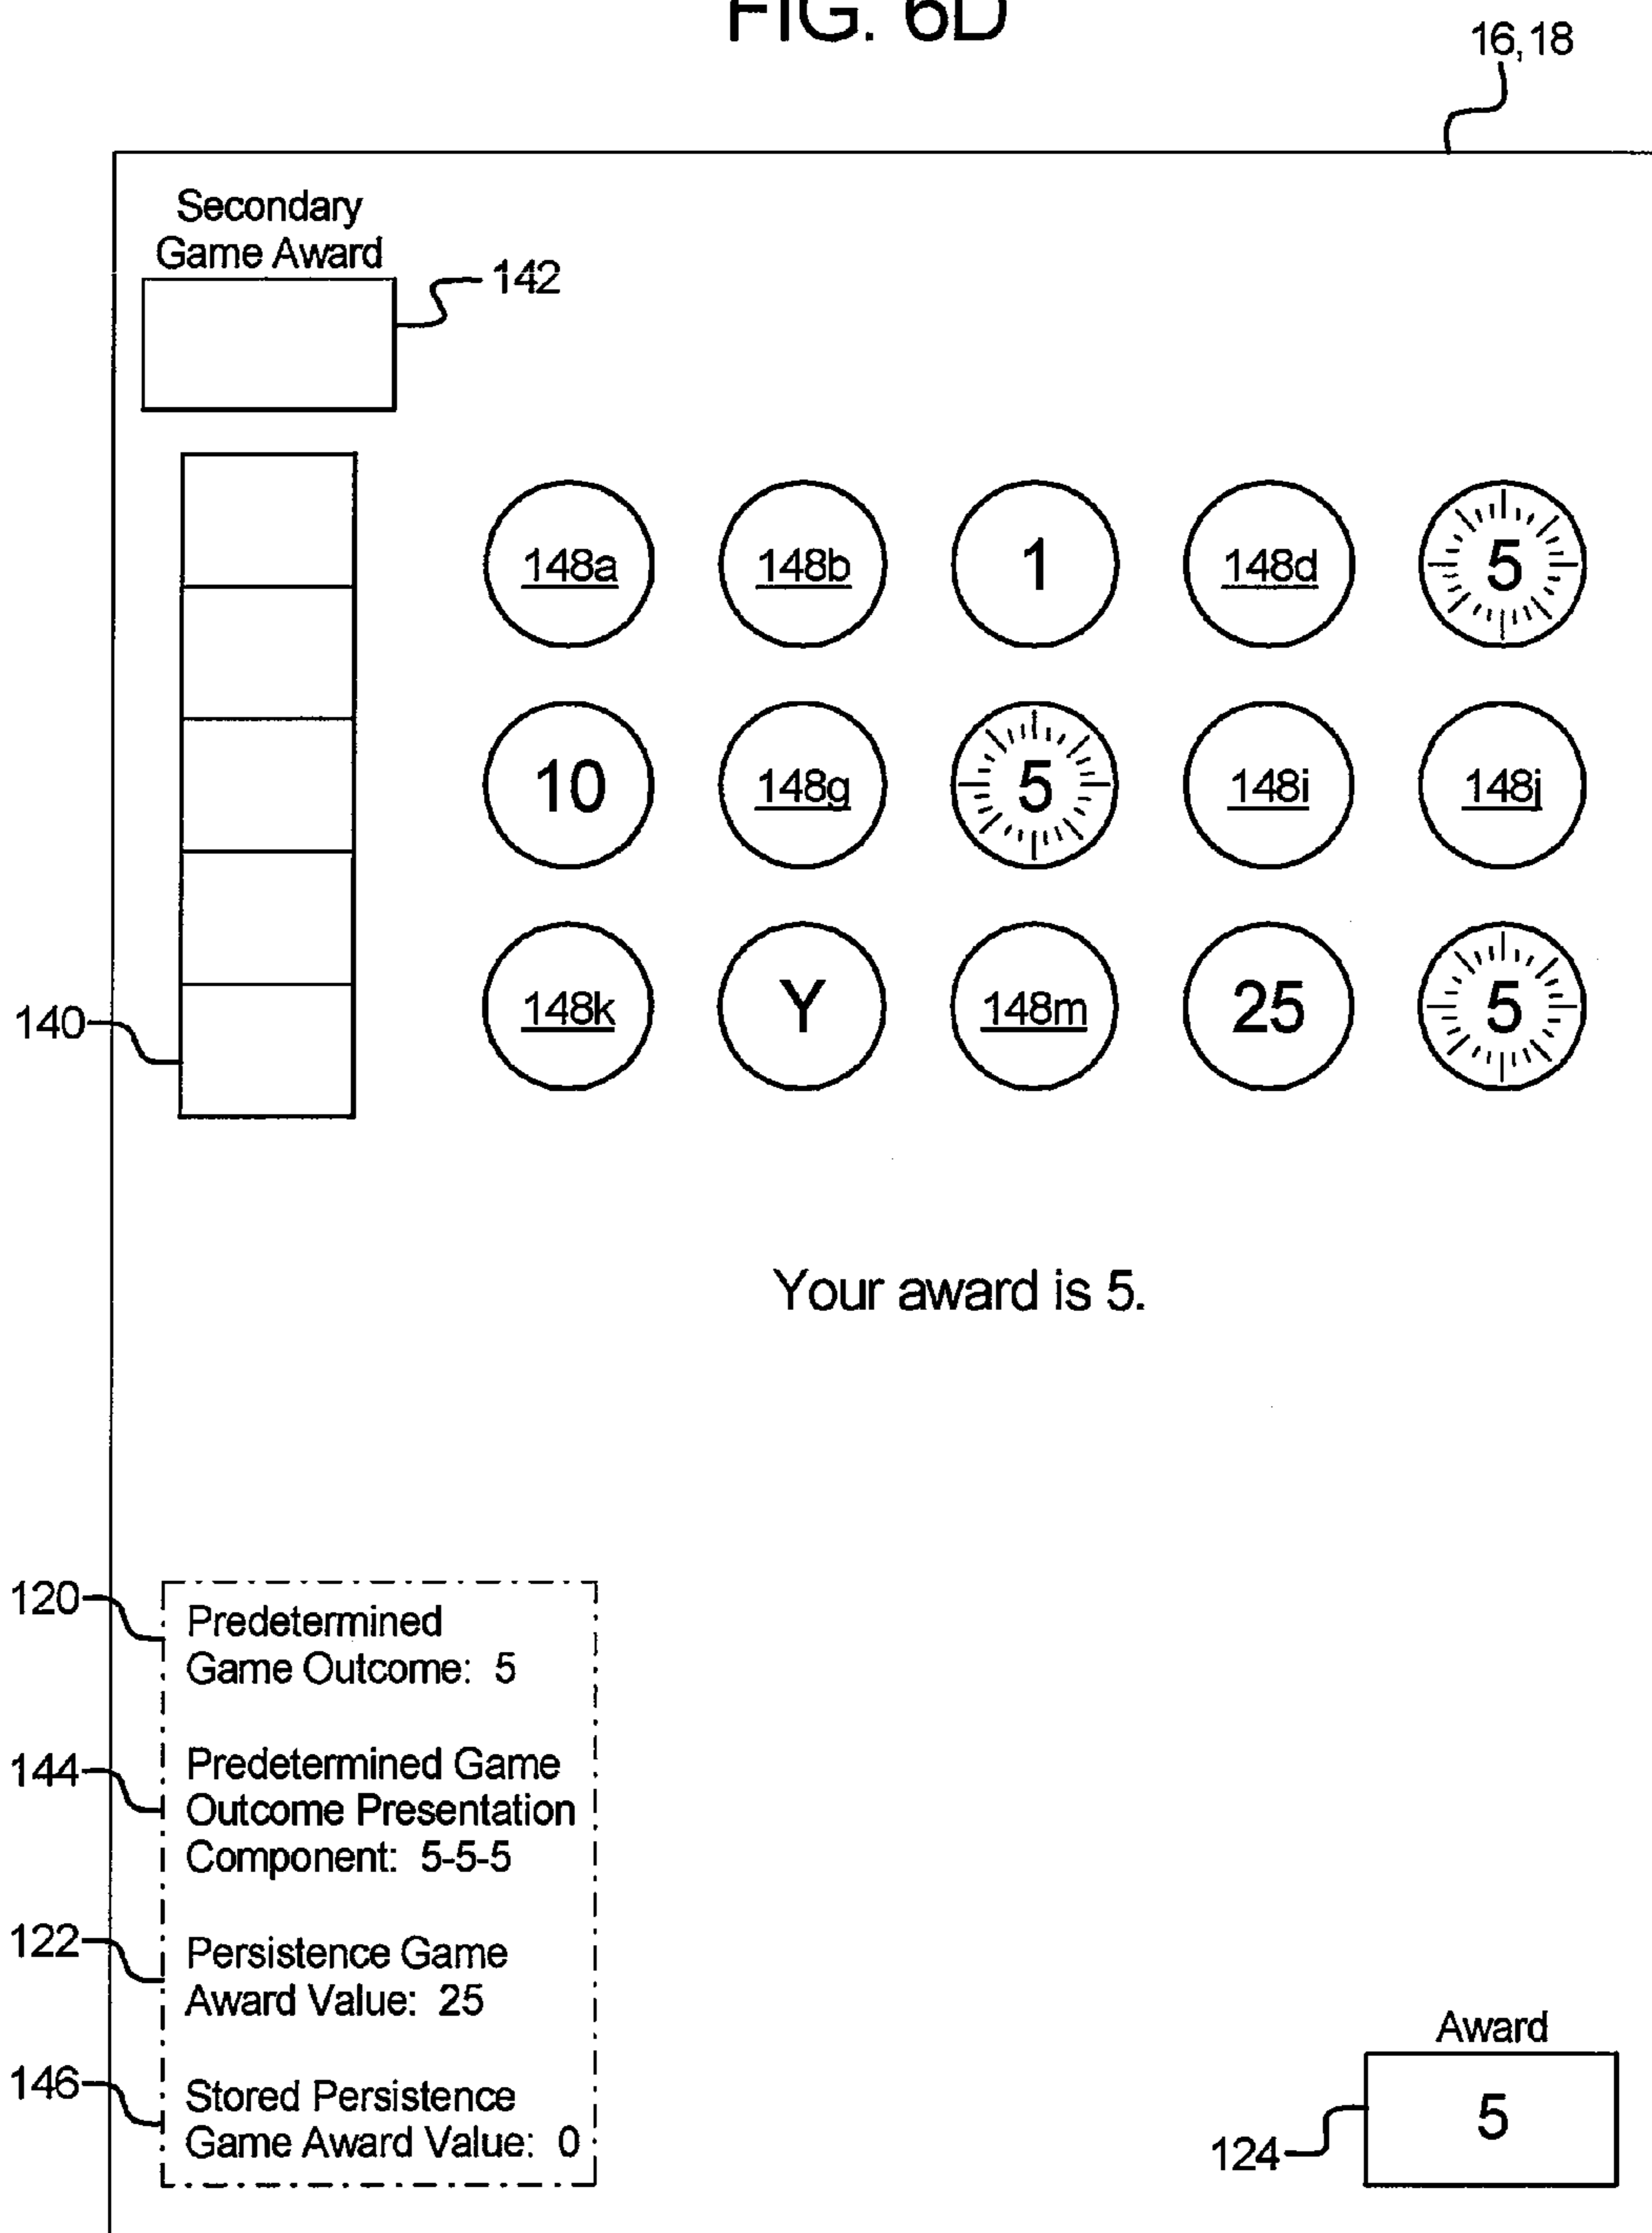 FIG. 6D
16,18
Secondary
Game Award
142
148a 148b 1 148d 5
10 148g 5 148i 148j
148k Y 148m 25 5
140
Your award is 5.
120
Predetermined
Game Outcome: 5
144
Predetermined Game
Outcome Presentation
Component: 5-5-5
122
Persistence Game
Award Value: 25
146
Stored Persistence
Game Award Value: 0
Award
5
124